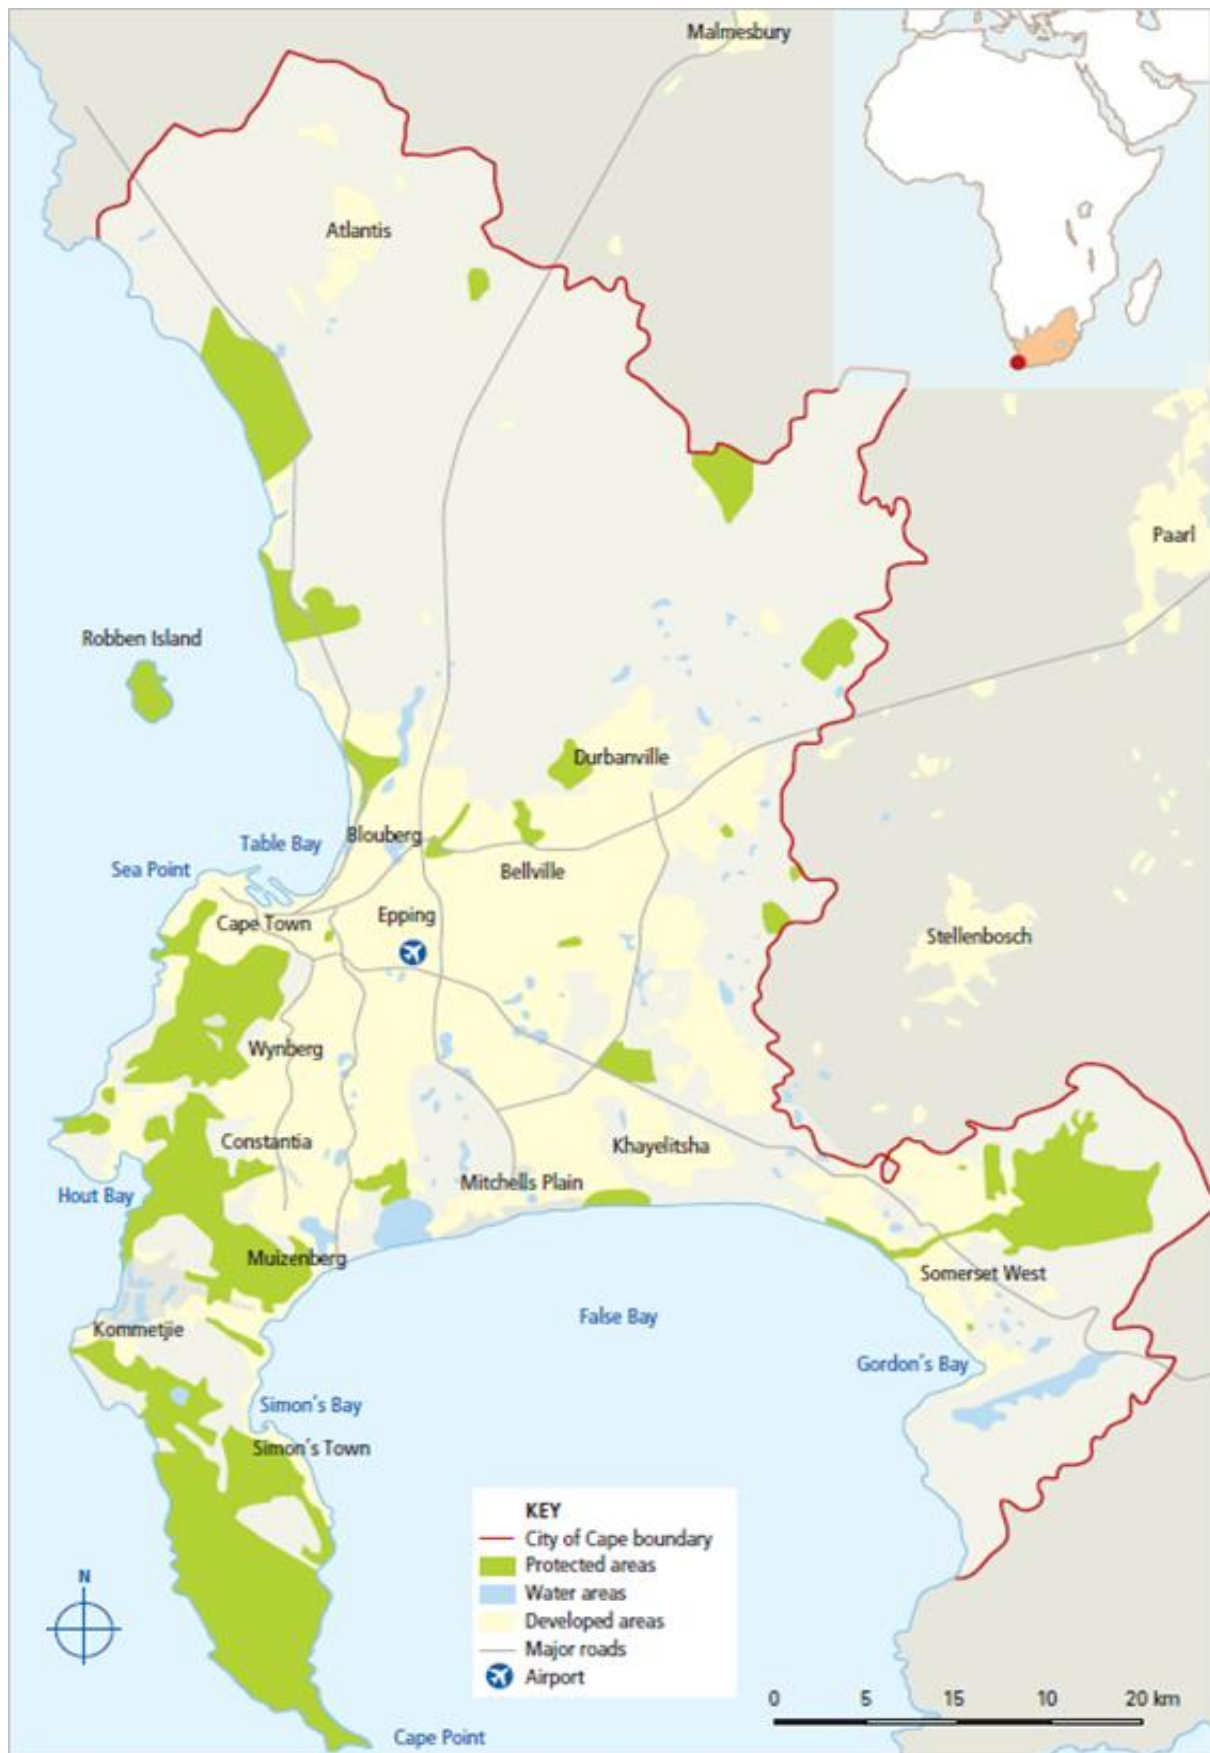 Malmesbury
Atlantis
Paarl
Robben Island
Durbanville
Table Bay
Blouberg
Sea Point
Bellville
Cape Town
Epping
Stellenbosch
Wynberg
Constantia
Khayelitsha
Mitchells Plain
Hout Bay
Muizenberg
Somerset West
False Bay
Kommetjie
Gordon's Bay
Simon's Bay
Simon's Town
KEY
City of Cape boundary
Protected areas
Water areas
Developed areas
Major roads
Airport
N
0 5 15 10 20 km
Cape Point